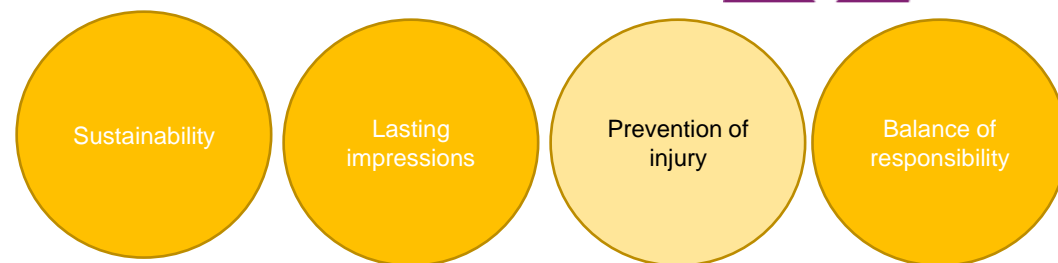 Sustainability
Lasting
impressions
Prevention of
injury
Balance of
responsibility